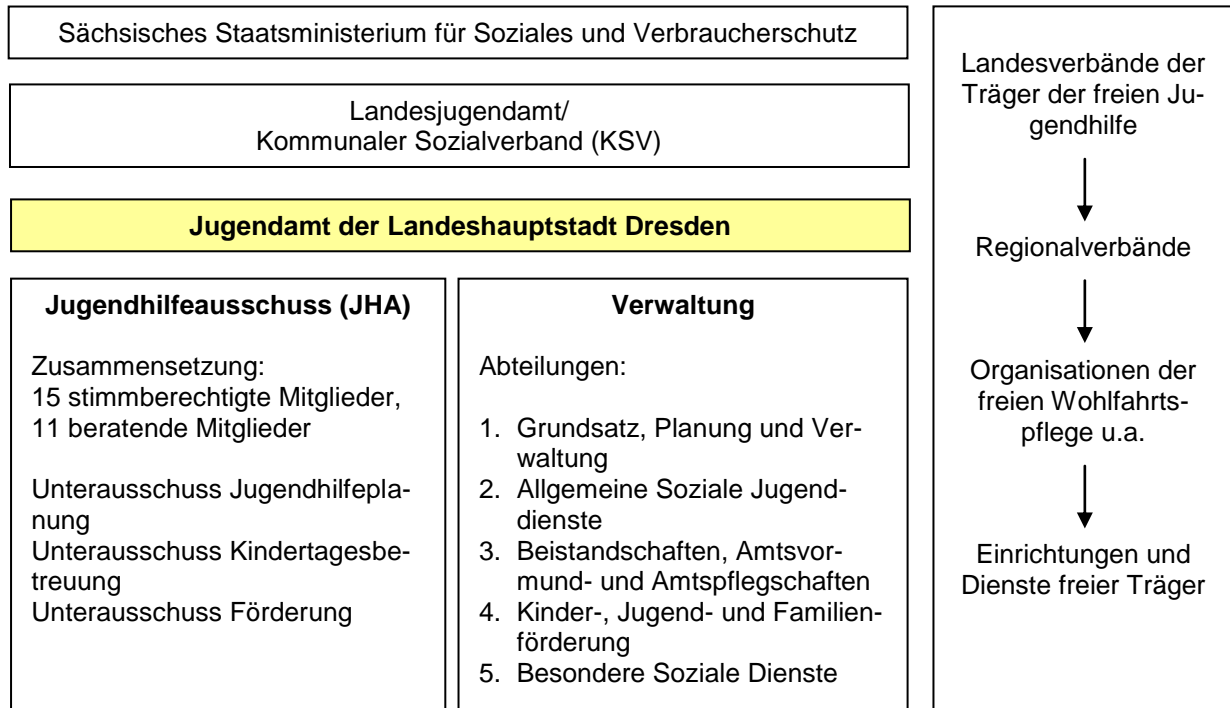 Sächsisches Staatsministerium für Soziales und Verbraucherschutz
Landesjugendamt/
Kommunaler Sozialverband (KSV)
Jugendamt der Landeshauptstadt Dresden
Jugendhilfeausschuss (JHA)
Zusammensetzung:
15 stimmberechtigte Mitglieder,
11 beratende Mitglieder
Unterausschuss Jugendhilfepla-
nung
Unterausschuss Kindertagesbe-
treuung
Unterausschuss Förderung
Verwaltung
Abteilungen:
1. Grundsatz, Planung und Ver-
waltung
2. Allgemeine Soziale Jugend-
dienste
3. Beistandschaften, Amtsvor-
mund- und Amtspflegschaften
4. Kinder-, Jugend- und Familien-
förderung
5. Besondere Soziale Dienste
Landesverbände der
Träger der freien Ju-
gendhilfe
Regionalverbände
Organisationen der
freien Wohlfahrts-
pflege u.a.
Einrichtungen und
Dienste freier Träger